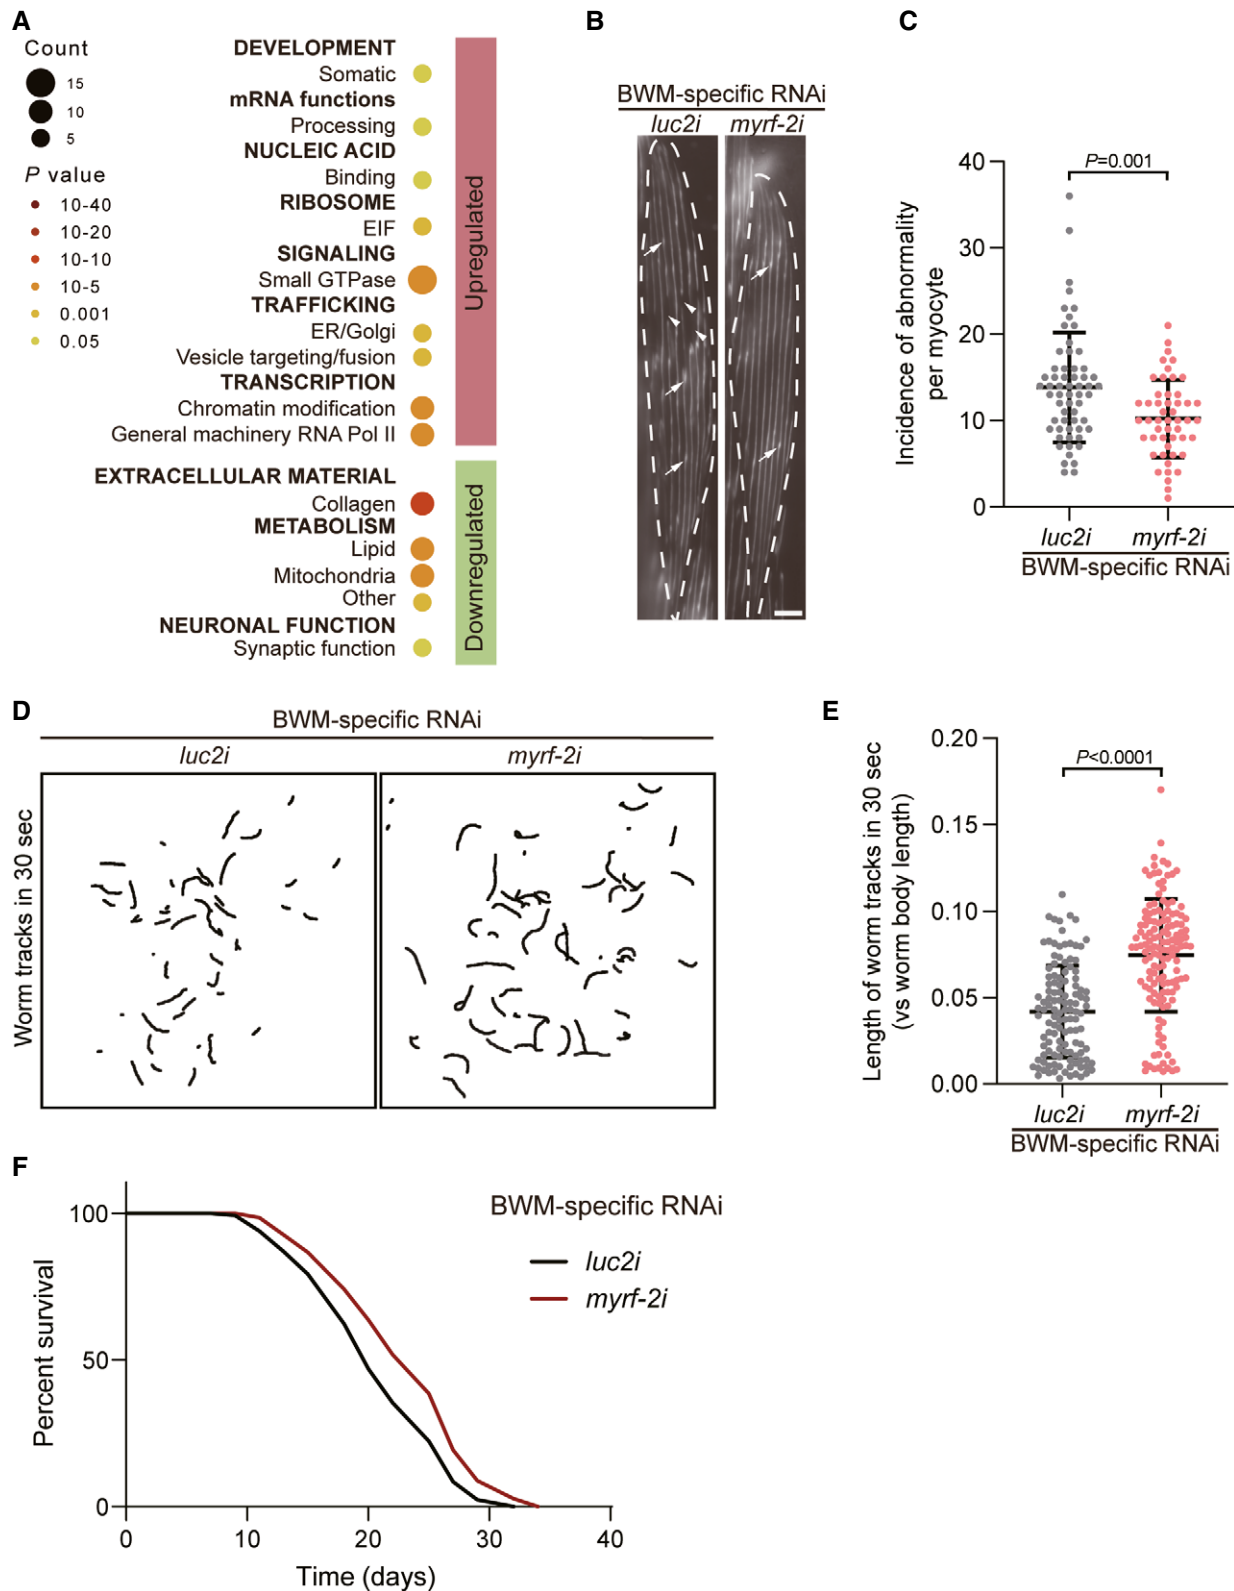 A
Count
15
10
5
P value
10-40
10-20
10-10
10-5
0.001
0.05
DEVELOPMENT
Somatic
mRNA functions
Processing
NUCLEIC ACID
Binding
RIBOSOME
EIF
SIGNALING
Small GTPase
TRAFFICKING
ER/Golgi
Vesicle targeting/fusion
TRANSCRIPTION
Chromatin modification
General machinery RNA Pol II
EXTRACELLULAR MATERIAL
Collagen
METABOLISM
Lipid
Mitochondria
Other
NEURONAL FUNCTION
Synaptic function
Upregulated
Downregulated
B
BWM-specific RNAi
luc2i myrf-2i
C
Incidence of abnormality
per myocyte
40
30
20
10
0
P=0.001
luc2i myrf-2i
BWM-specific RNAi
D
BWM-specific RNAi
luc2i myrf-2i
Worm tracks in 30 sec
E
Length of worm tracks in 30 sec
(vs worm body length)
0.20
0.15
0.10
0.05
0.00
P<0.0001
luc2i myrf-2i
BWM-specific RNAi
F
Percent survival
100
50
0
0 10 20 30 40
Time (days)
BWM-specific RNAi
luc2i
myrf-2i